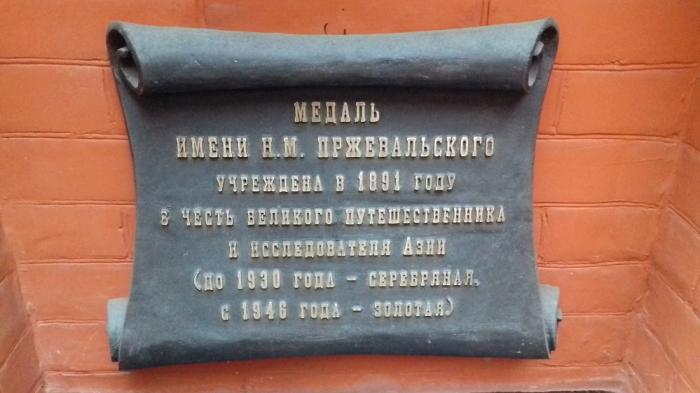 МЕДАЛЬ
ИМЕНИ Н.М. ПРЖЕВАЛЬСКОГО
УЧРЕЖДЕНА В 1891 ГОДУ
В ЧЕСТЬ ВЕЛИКОГО ПУТЕШЕСТВЕННИКА
И ИССЛЕДОВАТЕЛЯ АЗИИ
(ДО 1930 ГОДА – СЕРЕБРЯНАЯ,
С 1946 ГОДА – ЗОЛОТАЯ)